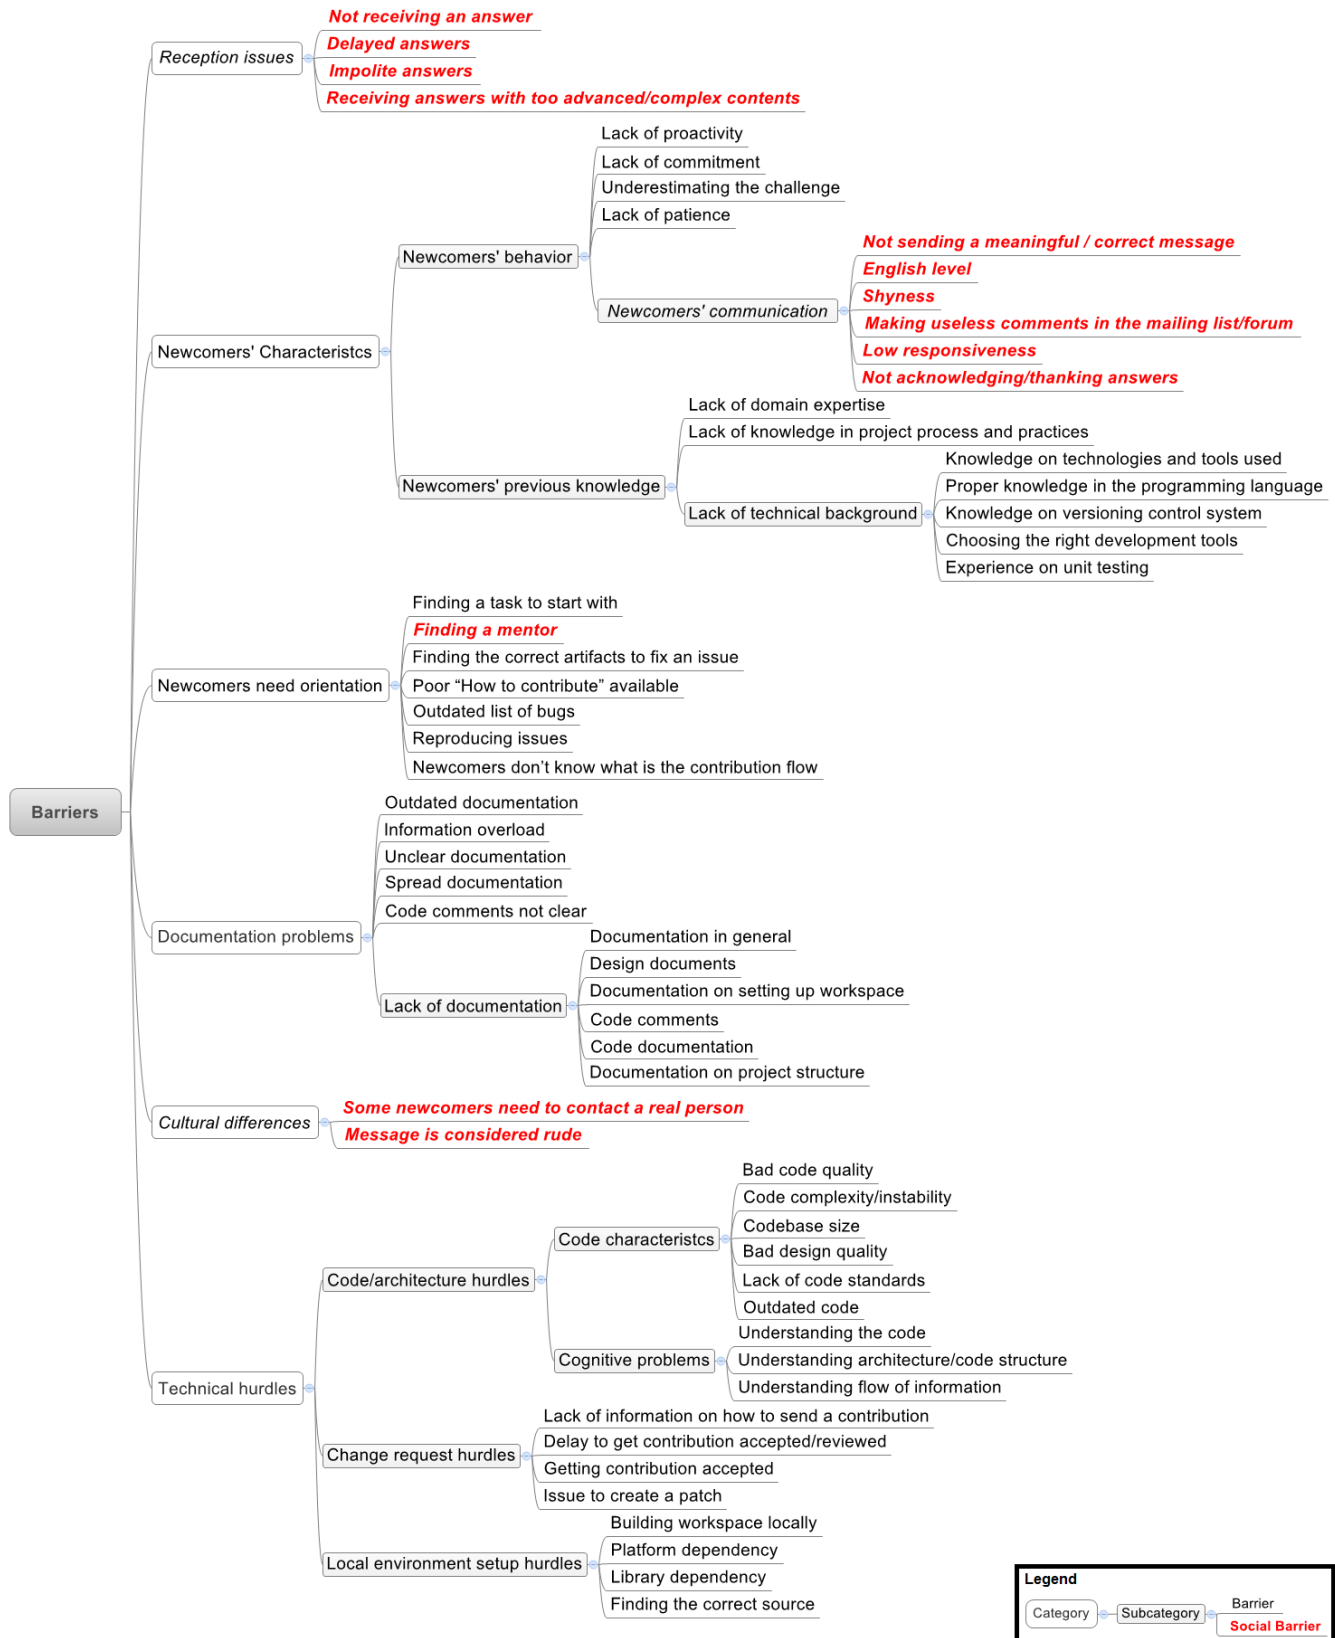 Not receiving an answer
Delayed answers
Reception issues
Impolite answers
Receiving answers with too advanced/complex contents
Lack of proactivity
Lack of commitment
Underestimating the challenge
Lack of patience
Newcomers' behavior
Not sending a meaningful / correct message
English level
Shyness
Newcomers' communication
Making useless comments in the mailing list/forum
Low responsiveness
Not acknowledging/thanking answers
Newcomers' Characteristcs
Lack of domain expertise
Lack of knowledge in project process and practices
Newcomers' previous knowledge
Knowledge on technologies and tools used
Proper knowledge in the programming language
Lack of technical background
Knowledge on versioning control system
Choosing the right development tools
Experience on unit testing
Finding a task to start with
Finding a mentor
Finding the correct artifacts to fix an issue
Newcomers need orientation
Poor “How to contribute” available
Outdated list of bugs
Reproducing issues
Newcomers don’t know what is the contribution flow
Barriers
Outdated documentation
Information overload
Unclear documentation
Spread documentation
Code comments not clear
Documentation problems
Documentation in general
Design documents
Documentation on setting up workspace
Lack of documentation
Code comments
Code documentation
Documentation on project structure
Cultural differences
Some newcomers need to contact a real person
Message is considered rude
Bad code quality
Code complexity/instability
Codebase size
Code characteristcs
Bad design quality
Lack of code standards
Outdated code
Code/architecture hurdles
Understanding the code
Cognitive problems
Understanding architecture/code structure
Understanding flow of information
Technical hurdles
Lack of information on how to send a contribution
Delay to get contribution accepted/reviewed
Change request hurdles
Getting contribution accepted
Issue to create a patch
Building workspace locally
Platform dependency
Local environment setup hurdles
Library dependency
Finding the correct source
Legend
Category
Subcategory
Barrier
Social Barrier